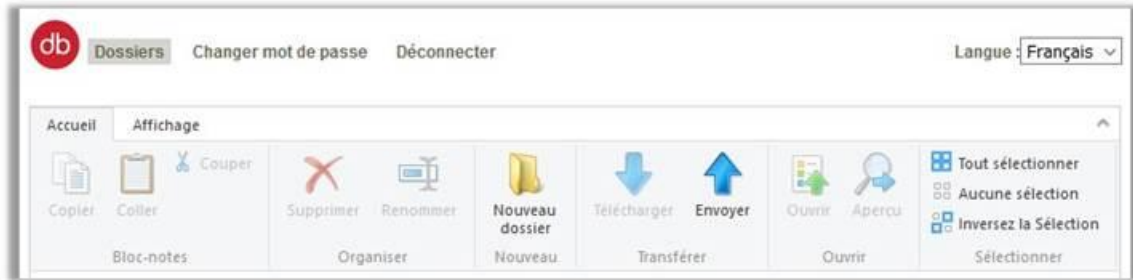 db
Dossiers Changer mot de passe Déconnecter Langue : Français
Accueil Affichage
Copier Coller Couper
Supprimer Renommer
Nouveau dossier
Télécharger Envoyer
Ouvrir Aperçu
Tout sélectionner
Aucune sélection
Inversez la Sélection
Bloc-notes Organiser Nouveau Transférer Ouvrir Sélectionner